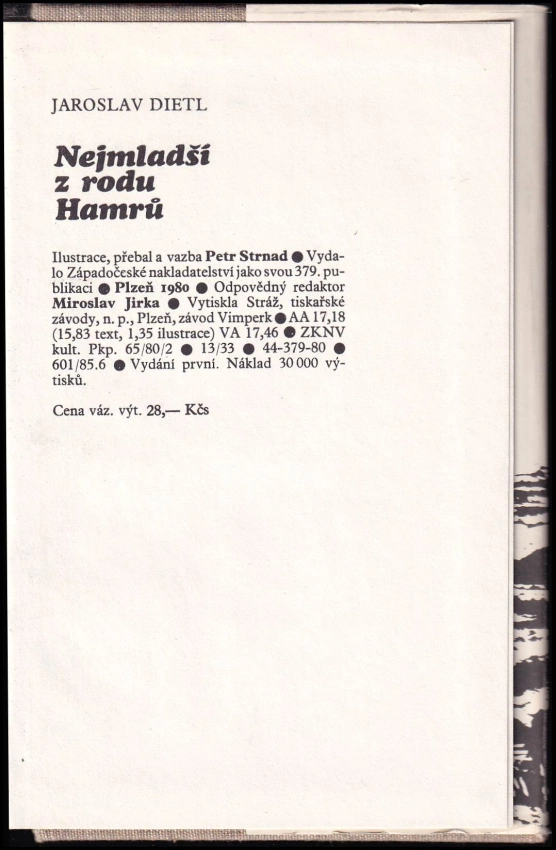 JAROSLAV DIETL
Nejmladší
z rodu
Hamrů
Ilustrace, přebal a vazba Petr Strnad ● Vyda-
lo Západočeské nakladatelství jako svou 379. pu-
blikaci ● Plzeň 1980 ● Odpovědný redaktor
Miroslav Jirka ● Vytiskla Stráž, tiskařské
závody, n. p., Plzeň, závod Vimperk ● AA 17,18
(15,83 text, 1,35 ilustrace) VA 17,46 ● ZKNV
kult. Pkp. 65/80/2 ● 13/33 ● 44-379-80 ●
601/85.6 ● Vydání první. Náklad 30 000 vý-
tisků.
Cena váz. výt. 28,— Kčs